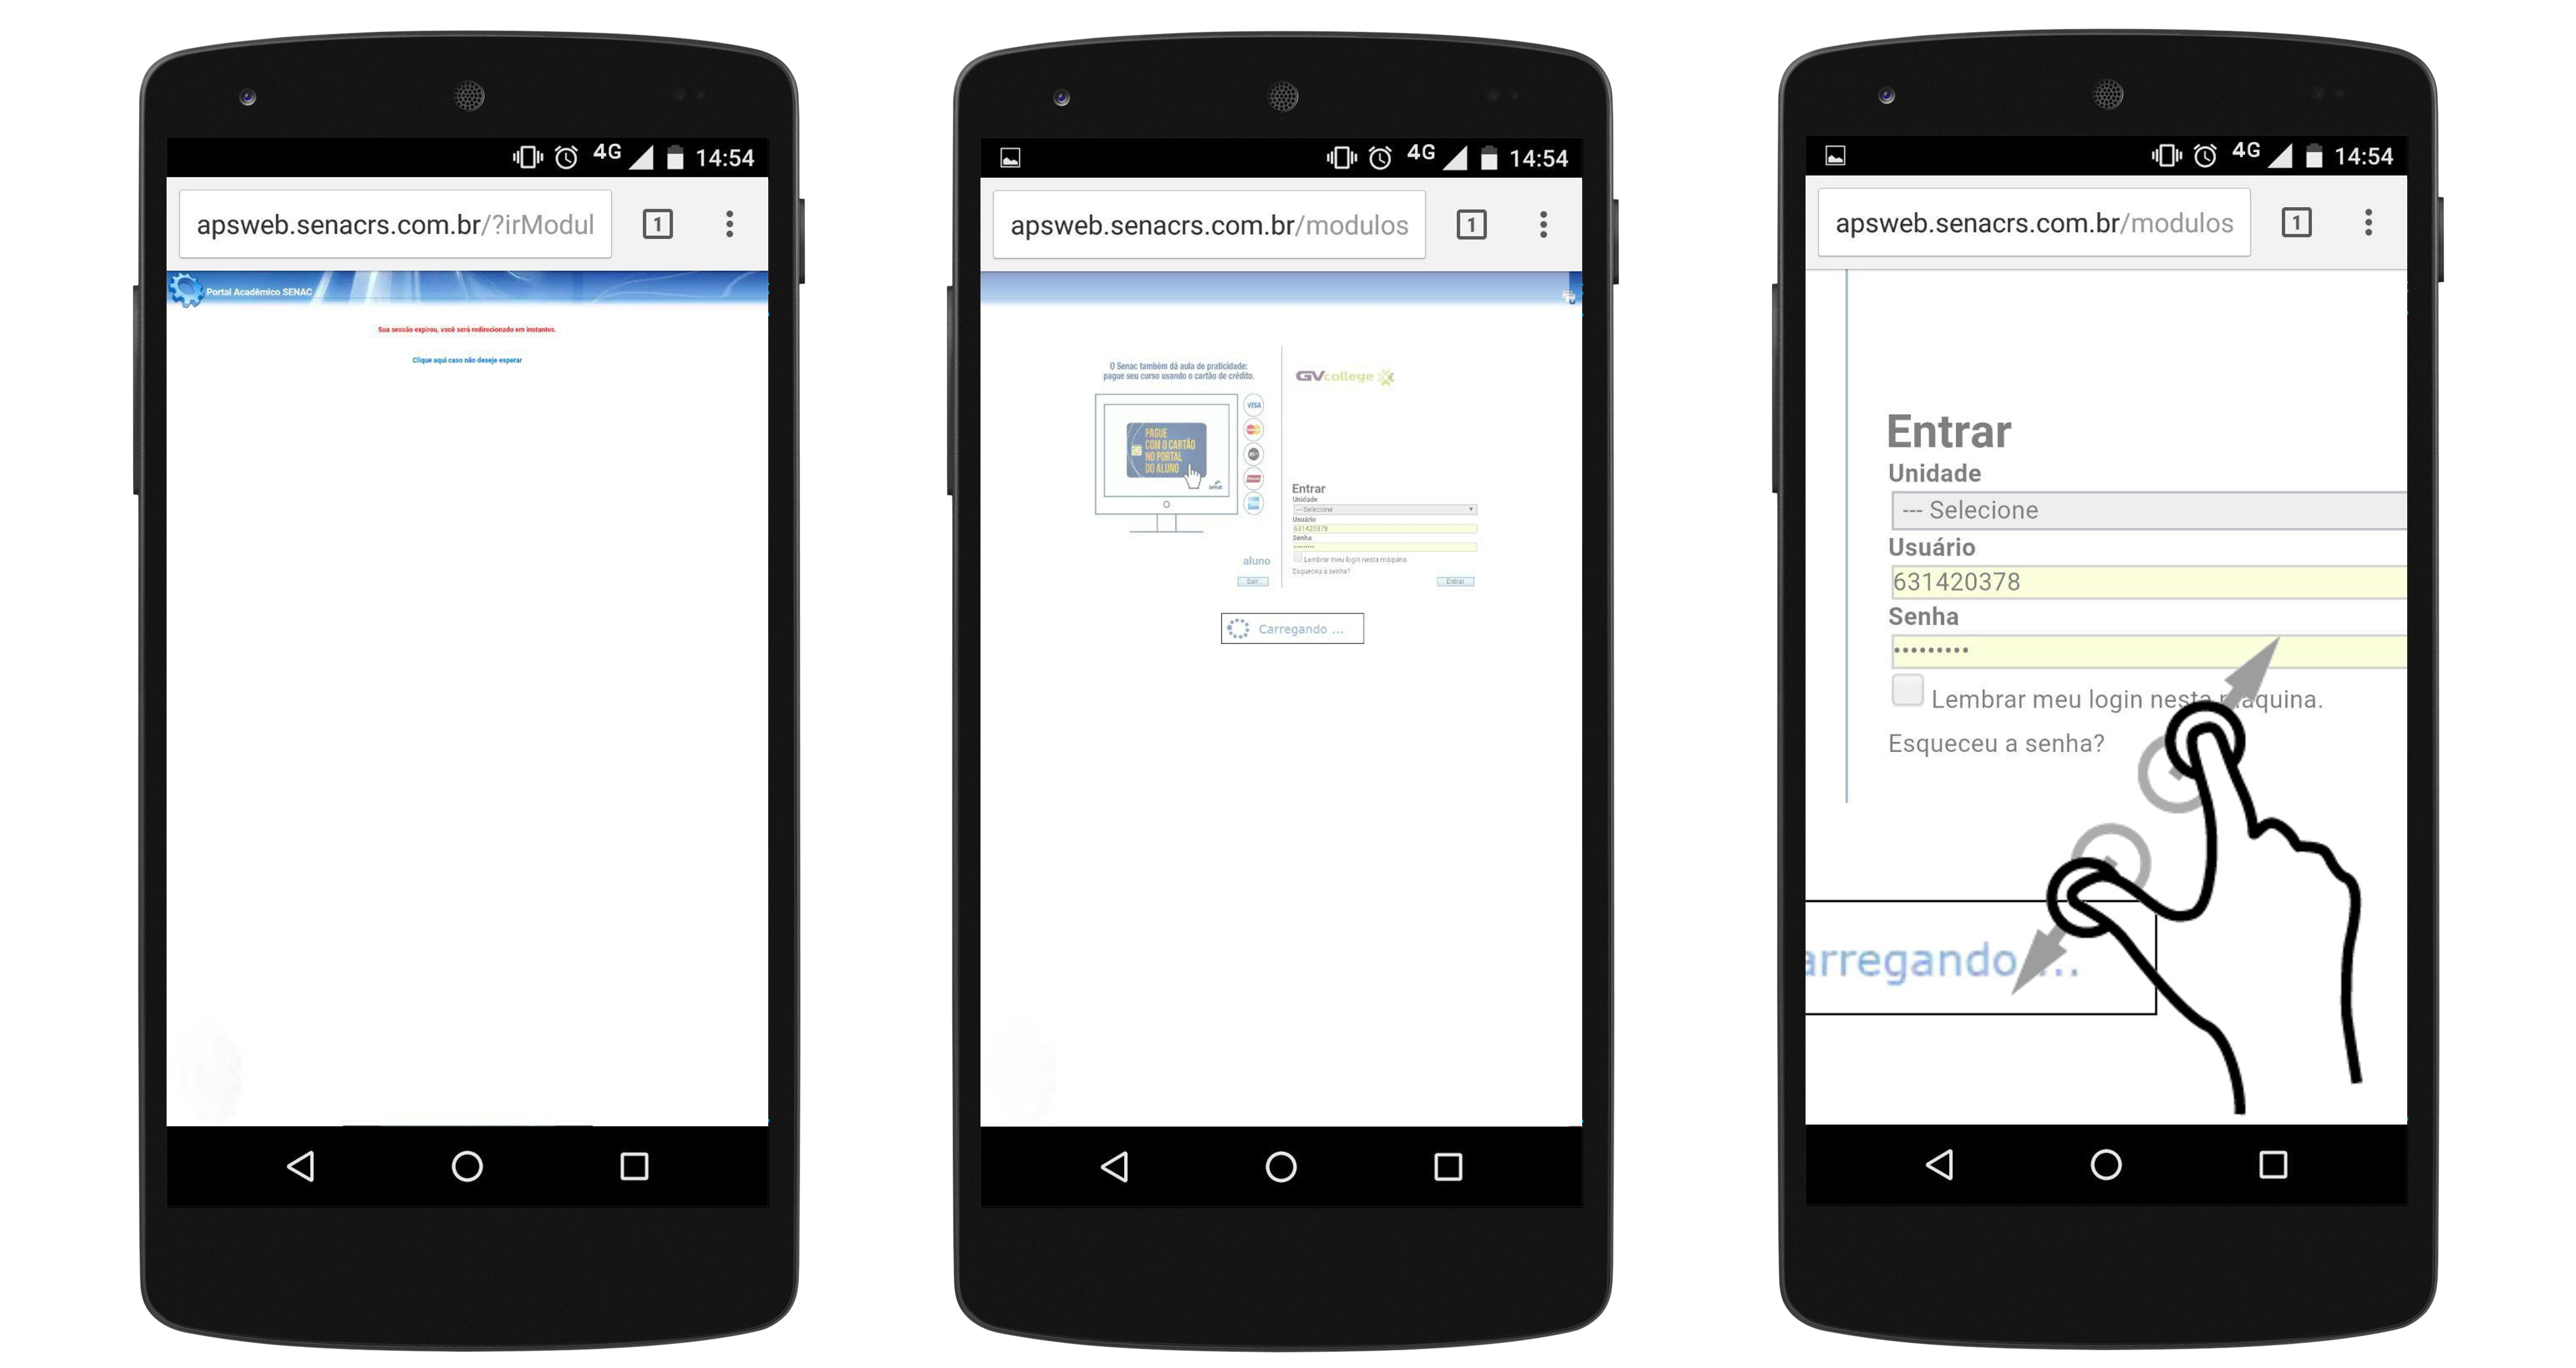 4G 14:54
apsweb.senacrs.com.br/?irModul
1
Portal Acadêmico SENAC
Sua sessão expirou, você será redirecionado em instantes.
Clique aqui caso não deseje esperar
4G 14:54
apsweb.senacrs.com.br/modulos
1
O Senac também dá aula de praticidade:
pague seu curso usando o cartão de crédito.
VISA
PAGUE
COM O CARTÃO
NO PORTAL
DO ALUNO
senac
aluno
Sair
GVcollege
Entrar
Unidade
--- Selecione
Usuário
631420378
Senha
•••••••••
Lembrar meu login nesta máquina.
Esqueceu a senha?
Entrar
Carregando ...
4G 14:54
apsweb.senacrs.com.br/modulos
1
Entrar
Unidade
--- Selecione
Usuário
631420378
Senha
•••••••••
Lembrar meu login nesta máquina.
Esqueceu a senha?
arregando ...